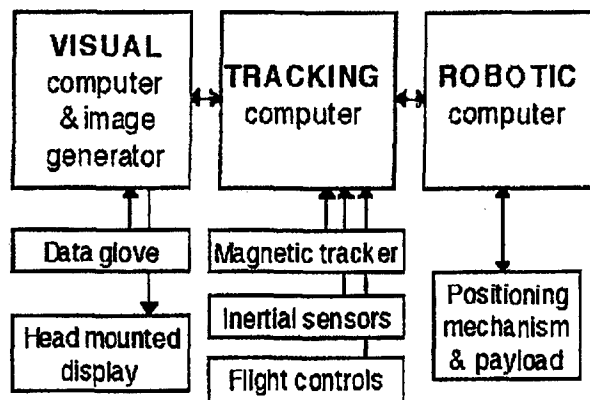 VISUAL
computer
& image
generator
TRACKING
computer
ROBOTIC
computer
Data glove
Head mounted
display
Magnetic tracker
Inertial sensors
Flight controls
Positioning
mechanism
& payload